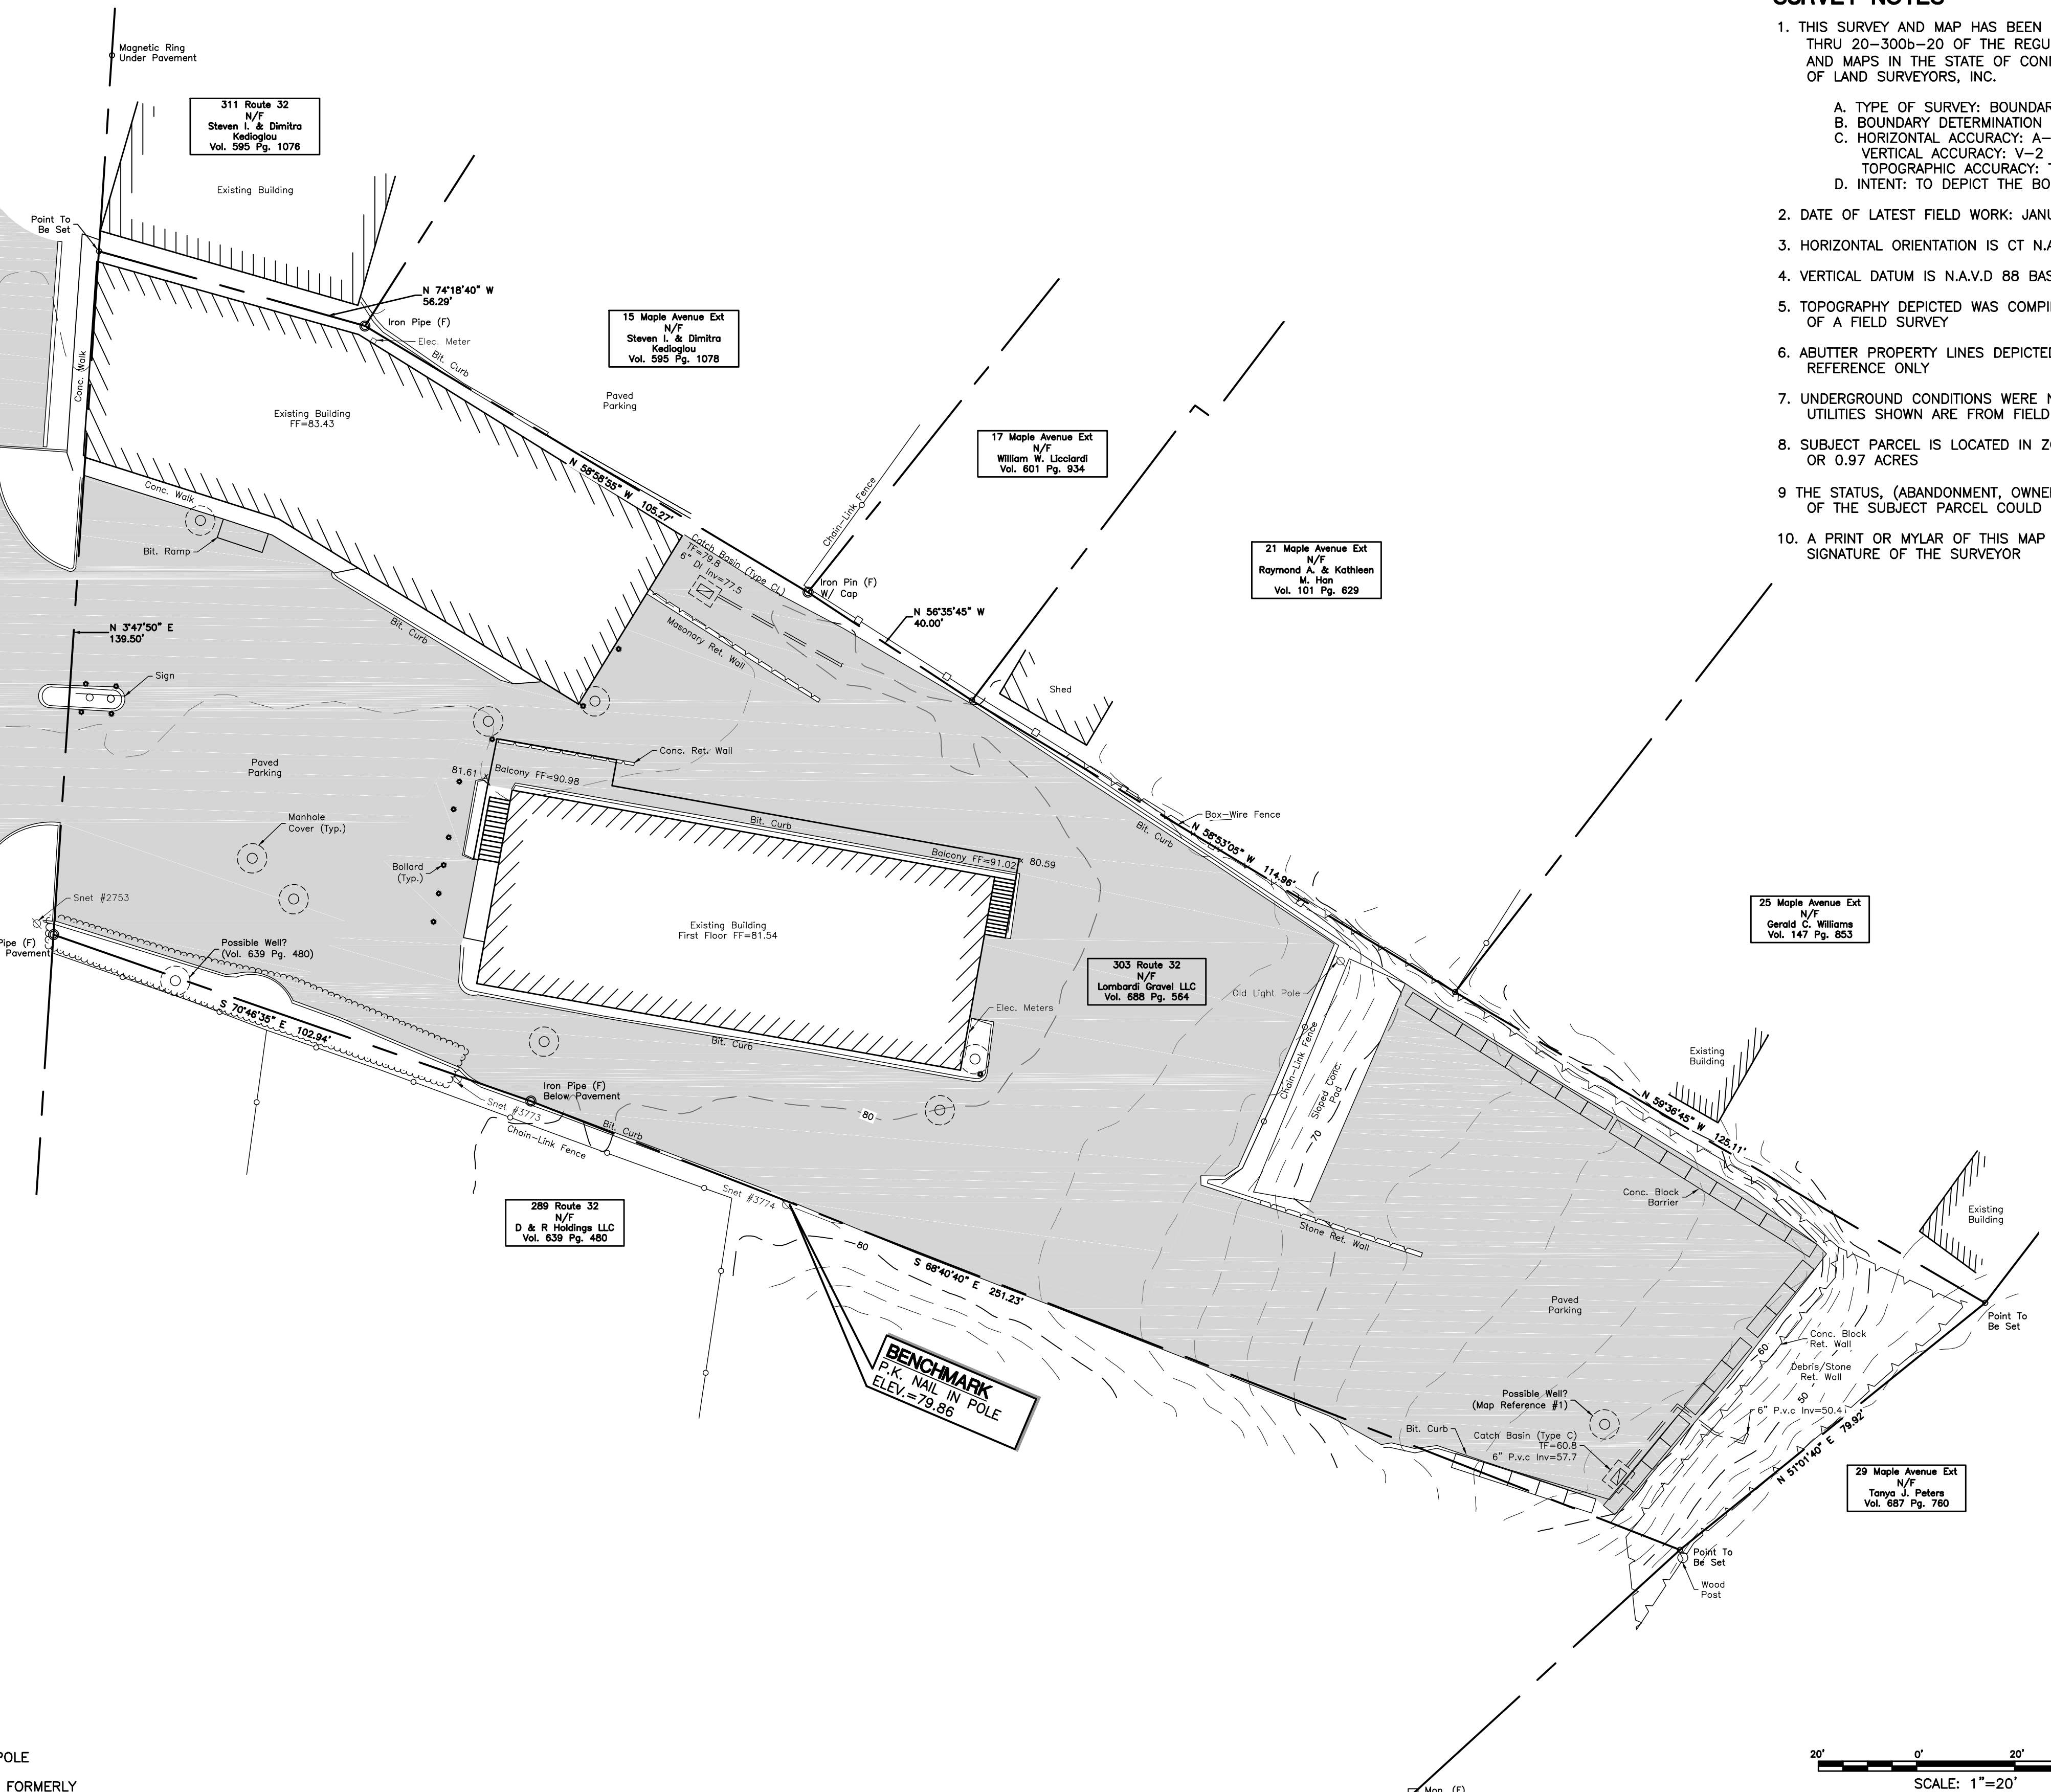 SURVEY NOTES
1. THIS SURVEY AND MAP HAS BEEN
THRU 20-300b-20 OF THE REGU
AND MAPS IN THE STATE OF CON
OF LAND SURVEYORS, INC.
A. TYPE OF SURVEY: BOUNDAR
B. BOUNDARY DETERMINATION
C. HORIZONTAL ACCURACY: A-
VERTICAL ACCURACY: V-2
TOPOGRAPHIC ACCURACY:
D. INTENT: TO DEPICT THE BO
2. DATE OF LATEST FIELD WORK: JANU
3. HORIZONTAL ORIENTATION IS CT N.A
4. VERTICAL DATUM IS N.A.V.D 88 BAS
5. TOPOGRAPHY DEPICTED WAS COMPI
OF A FIELD SURVEY
6. ABUTTER PROPERTY LINES DEPICTED
REFERENCE ONLY
7. UNDERGROUND CONDITIONS WERE N
UTILITIES SHOWN ARE FROM FIELD
8. SUBJECT PARCEL IS LOCATED IN Z
OR 0.97 ACRES
9 THE STATUS, (ABANDONMENT, OWNE
OF THE SUBJECT PARCEL COULD
10. A PRINT OR MYLAR OF THIS MAP
SIGNATURE OF THE SURVEYOR
Magnetic Ring
Under Pavement
311 Route 32
N/F
Steven I. & Dimitra
Kedioglou
Vol. 595 Pg. 1076
Existing Building
Point To
Be Set
N 74°18'40" W
56.29'
Iron Pipe (F)
Elec. Meter
Bit. Curb
15 Maple Avenue Ext
N/F
Steven I. & Dimitra
Kedioglou
Vol. 595 Pg. 1078
Paved
Parking
Conc. Walk
Existing Building
FF=83.43
N 58°58'55" W 105.27'
17 Maple Avenue Ext
N/F
William W. Licciardi
Vol. 601 Pg. 934
Chain-Link Fence
Conc. Walk
Bit. Ramp
Catch Basin (Type CL)
TF=79.8
6" DI Inv=77.5
Iron Pin (F)
W/ Cap
21 Maple Avenue Ext
N/F
Raymond A. & Kathleen
M. Han
Vol. 101 Pg. 629
N 56°35'45" W
40.00'
N 3°47'50" E
139.50'
Bit. Curb
Masonary Ret. Wall
Sign
Shed
Conc. Ret. Wall
Paved
Parking
81.61 x
Balcony FF=90.98
Manhole
Cover (Typ.)
Bit. Curb
Box-Wire Fence
Bit. Curb
N 58°53'05" W 114.96'
Bollard
(Typ.)
Balcony FF=91.02
x 80.59
Snet #2753
Pipe (F)
Pavement
Possible Well?
(Vol. 639 Pg. 480)
Existing Building
First Floor FF=81.54
25 Maple Avenue Ext
N/F
Gerald C. Williams
Vol. 147 Pg. 853
303 Route 32
N/F
Lombardi Gravel LLC
Vol. 688 Pg. 564
Old Light Pole
Elec. Meters
S 70°46'35" E 102.94'
Bit. Curb
Chain-Link Fence
Sloped Conc.
Pad
70
Existing
Building
Iron Pipe (F)
Below Pavement
Snet #3773
Chain-Link Fence
Bit. Curb
80
N 59°36'45" W 125.11'
Snet #3774
Conc. Block
Barrier
Existing
Building
289 Route 32
N/F
D & R Holdings LLC
Vol. 639 Pg. 480
Stone Ret. Wall
80
S 68°40'40" E 251.23'
Paved
Parking
Point To
Be Set
BENCHMARK
P.K. NAIL IN POLE
ELEV.=79.86
Conc. Block
Ret. Wall
60
Debris/Stone
Ret. Wall
50
Possible Well?
(Map Reference #1)
6" P.v.c Inv=50.4
Bit. Curb
Catch Basin (Type C)
TF=60.8
6" P.v.c Inv=57.7
N 51°01'40" E 79.92'
29 Maple Avenue Ext
N/F
Tanya J. Peters
Vol. 687 Pg. 760
Point To
Be Set
Wood
Post
POLE
FORMERLY
Mon. (F)
20' 0' 20'
SCALE: 1"=20'